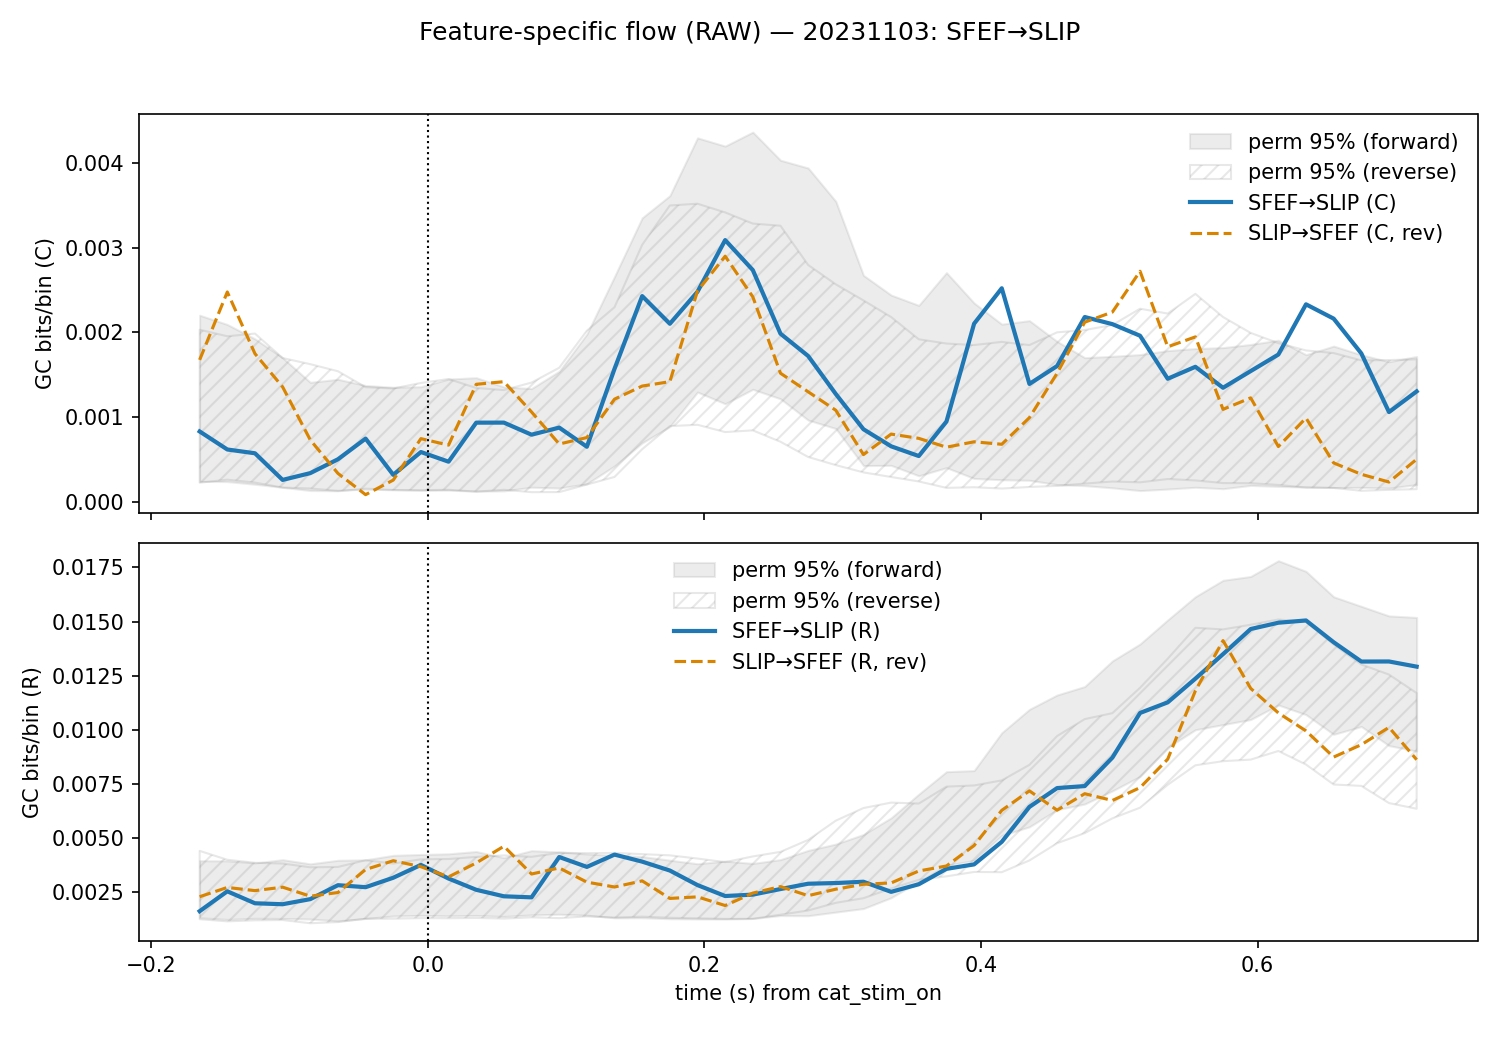 Feature-specific flow (RAW) — 20231103: SFEF→SLIP
GC bits/bin (C)
0.004
0.003
0.002
0.001
0.000
perm 95% (forward)
perm 95% (reverse)
SFEF→SLIP (C)
SLIP→SFEF (C, rev)
GC bits/bin (R)
0.0175
0.0150
0.0125
0.0100
0.0075
0.0050
0.0025
perm 95% (forward)
perm 95% (reverse)
SFEF→SLIP (R)
SLIP→SFEF (R, rev)
−0.2 0.0 0.2 0.4 0.6
time (s) from cat_stim_on